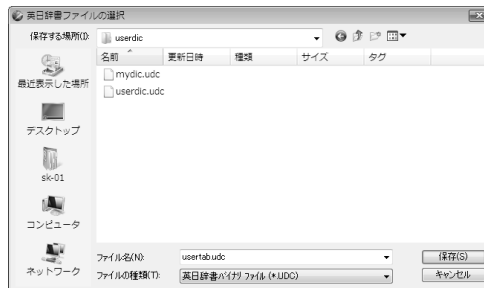 英日辞書ファイルの選択
保存する場所(I): userdic
名前 更新日時 種類 サイズ タグ
mydic.udc
userdic.udc
最近表示した場所
デスクトップ
sk-01
コンピュータ
ネットワーク
ファイル名(N): usertab.udc 保存(S)
ファイルの種類(T): 英日辞書バイナリ ファイル (*.UDC) キャンセル